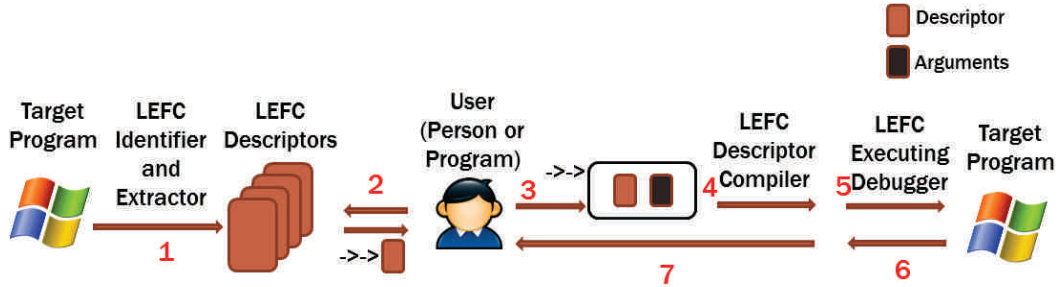 Descriptor
Arguments
Target
Program
LEFC
Identifier
and
Extractor
LEFC
Descriptors
User
(Person or
Program)
LEFC
Descriptor
Compiler
LEFC
Executing
Debugger
Target
Program
1
2
->->
3
->->
4
5
6
7